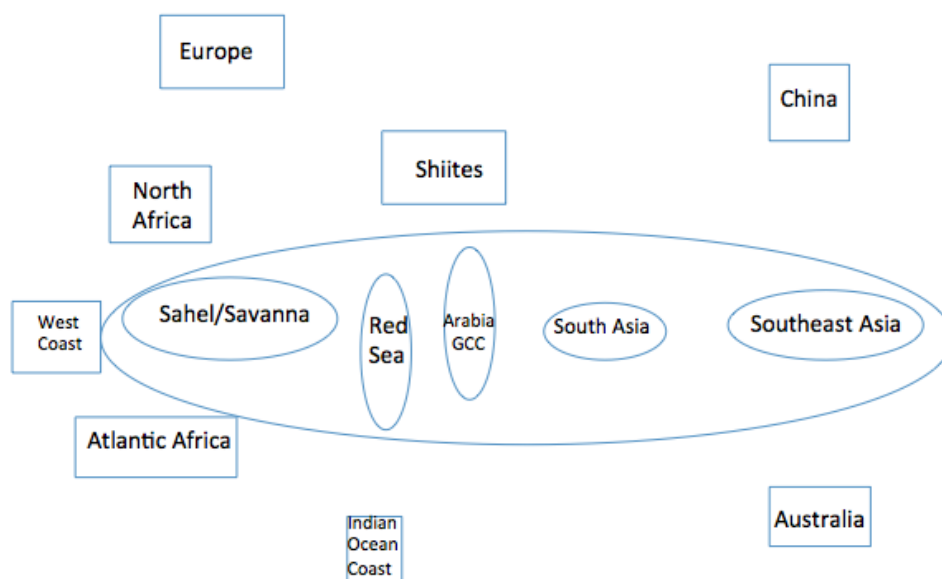 Europe
China
Shiites
North
Africa
Sahel/Savanna
Red
Sea
Arabia
GCC
South Asia
Southeast Asia
West
Coast
Atlantic Africa
Indian
Ocean
Coast
Australia